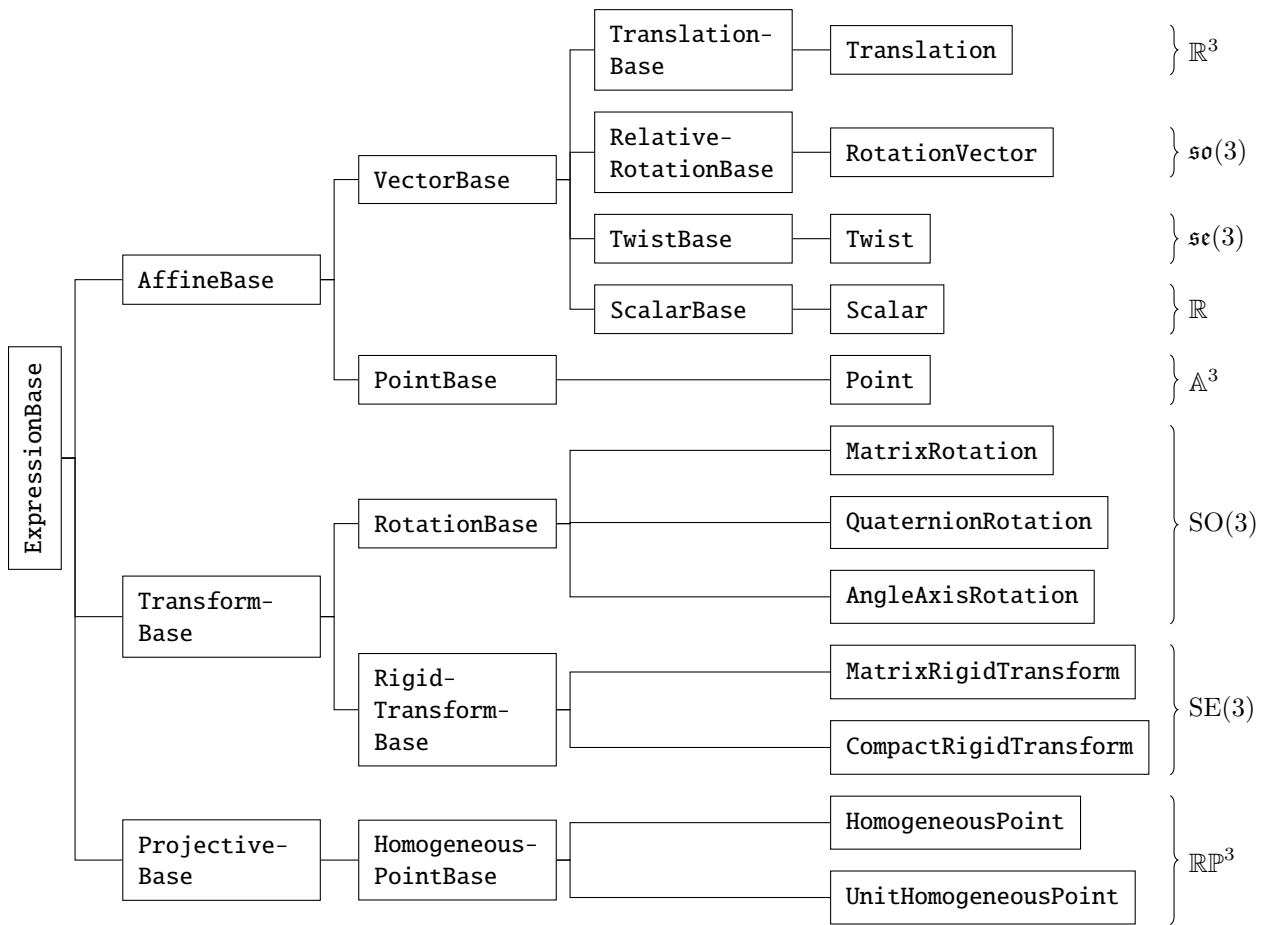 Translation-
Base
Translation
ℝ³
Relative-
RotationBase
RotationVector
𝔰𝔬(3)
VectorBase
TwistBase
Twist
𝔰𝔢(3)
AffineBase
ScalarBase
Scalar
ℝ
PointBase
Point
𝔸³
ExpressionBase
MatrixRotation
RotationBase
QuaternionRotation
SO(3)
AngleAxisRotation
Transform-
Base
Rigid-
Transform-
Base
MatrixRigidTransform
SE(3)
CompactRigidTransform
Projective-
Base
Homogeneous-
PointBase
HomogeneousPoint
ℝℙ³
UnitHomogeneousPoint